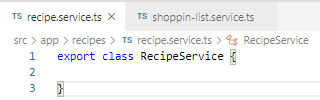 recipe.service.ts shoppin-list.service.ts
src > app > recipes > recipe.service.ts > RecipeService
1 export class RecipeService {
2
3 }